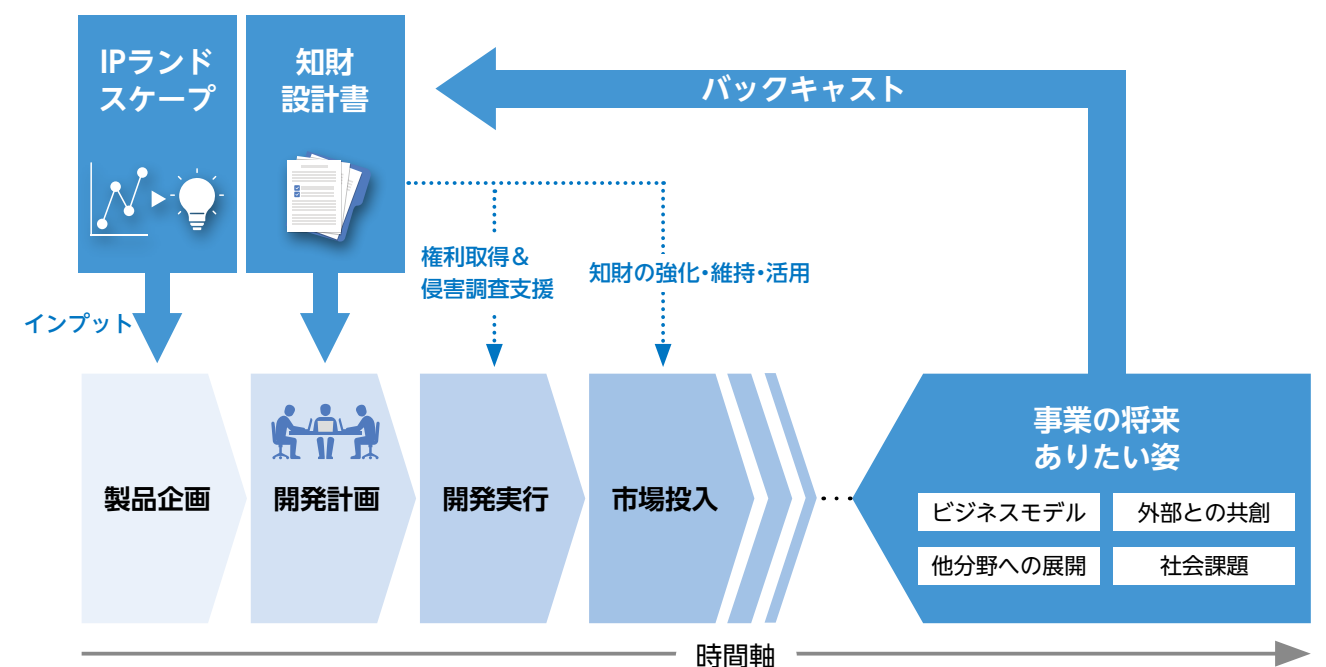 IPランド
スケープ
知財
設計書
バックキャスト
権利取得＆
侵害調査支援
知財の強化・維持・活用
インプット
製品企画
開発計画
開発実行
市場投入
…
事業の将来
ありたい姿
ビジネスモデル
外部との共創
他分野への展開
社会課題
時間軸